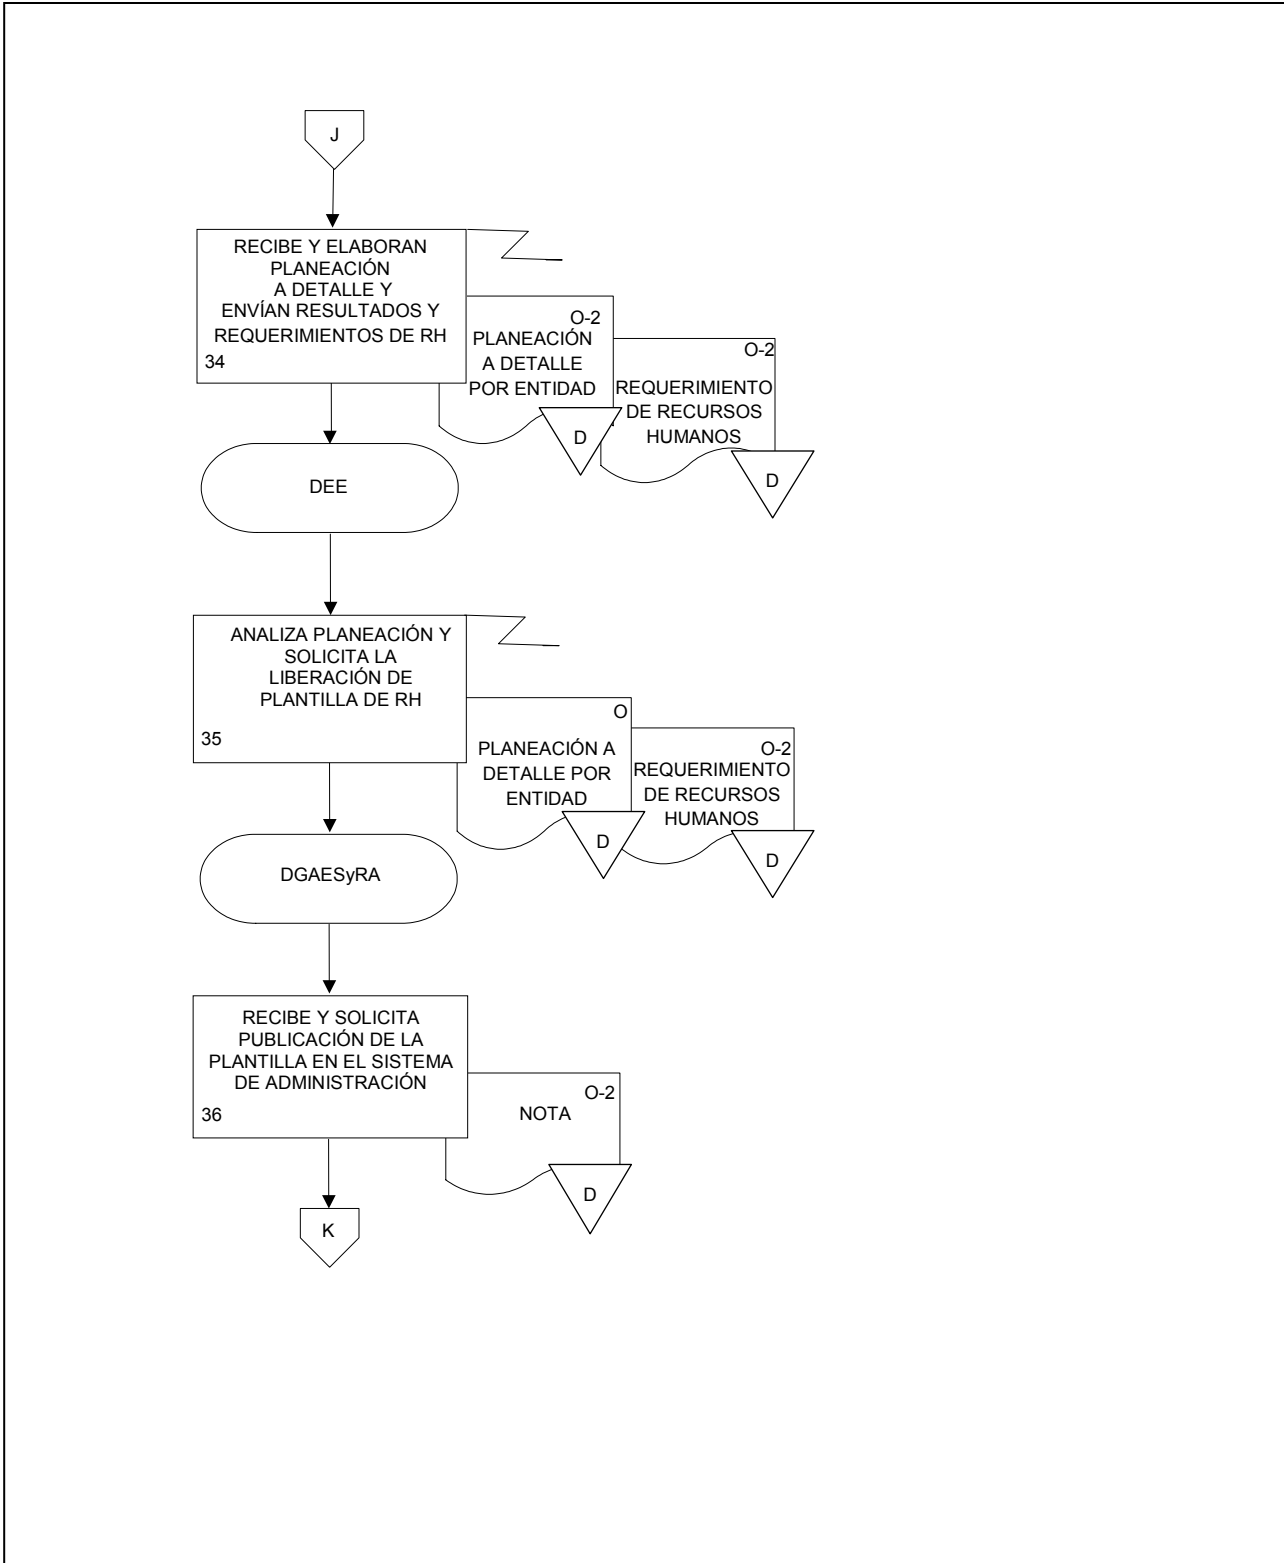 J
RECIBE Y ELABORAN
PLANEACIÓN
A DETALLE Y
ENVÍAN RESULTADOS Y
REQUERIMIENTOS DE RH
34
O-2
PLANEACIÓN
A DETALLE
POR ENTIDAD
D
O-2
REQUERIMIENTO
DE RECURSOS
HUMANOS
D
DEE
ANALIZA PLANEACIÓN Y
SOLICITA LA
LIBERACIÓN DE
PLANTILLA DE RH
35
O
PLANEACIÓN A
DETALLE POR
ENTIDAD
D
O-2
REQUERIMIENTO
DE RECURSOS
HUMANOS
D
DGAESyRA
RECIBE Y SOLICITA
PUBLICACIÓN DE LA
PLANTILLA EN EL SISTEMA
DE ADMINISTRACIÓN
36
O-2
NOTA
D
K